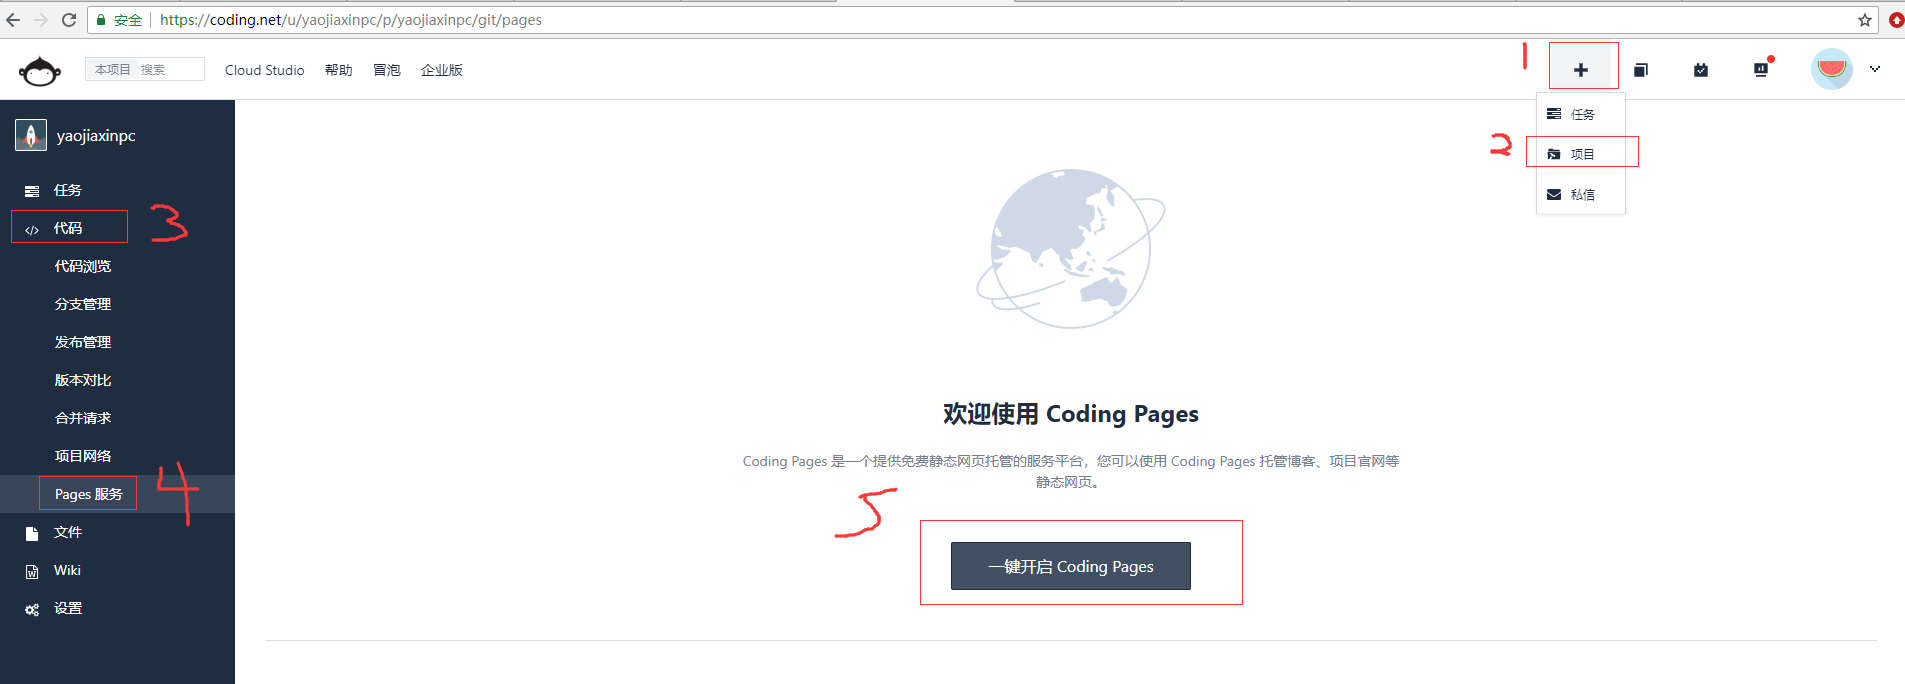 安全 https://coding.net/u/yaojiaxinpc/p/yaojiaxinpc/git/pages
本项目 搜索 Cloud Studio 帮助 冒泡 企业版
1
任务
2
项目
私信
yaojiaxinpc
任务
代码
3
代码浏览
分支管理
发布管理
版本对比
合并请求
项目网络
Pages 服务
4
文件
Wiki
设置
欢迎使用 Coding Pages
Coding Pages 是一个提供免费静态网页托管的服务平台，您可以使用 Coding Pages 托管博客、项目官网等
静态网页。
5
一键开启 Coding Pages